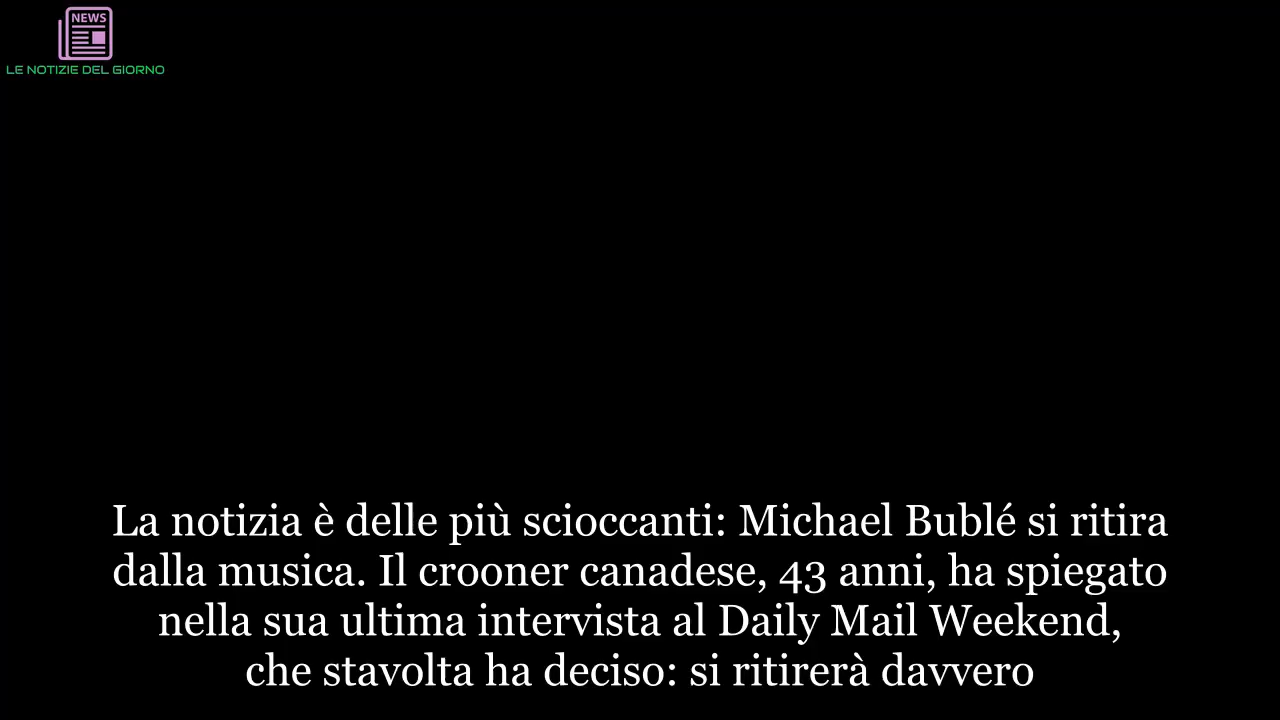 NEWS
LE NOTIZIE DEL GIORNO
La notizia è delle più scioccanti: Michael Bublé si ritira
dalla musica. Il crooner canadese, 43 anni, ha spiegato
nella sua ultima intervista al Daily Mail Weekend,
che stavolta ha deciso: si ritirerà davvero